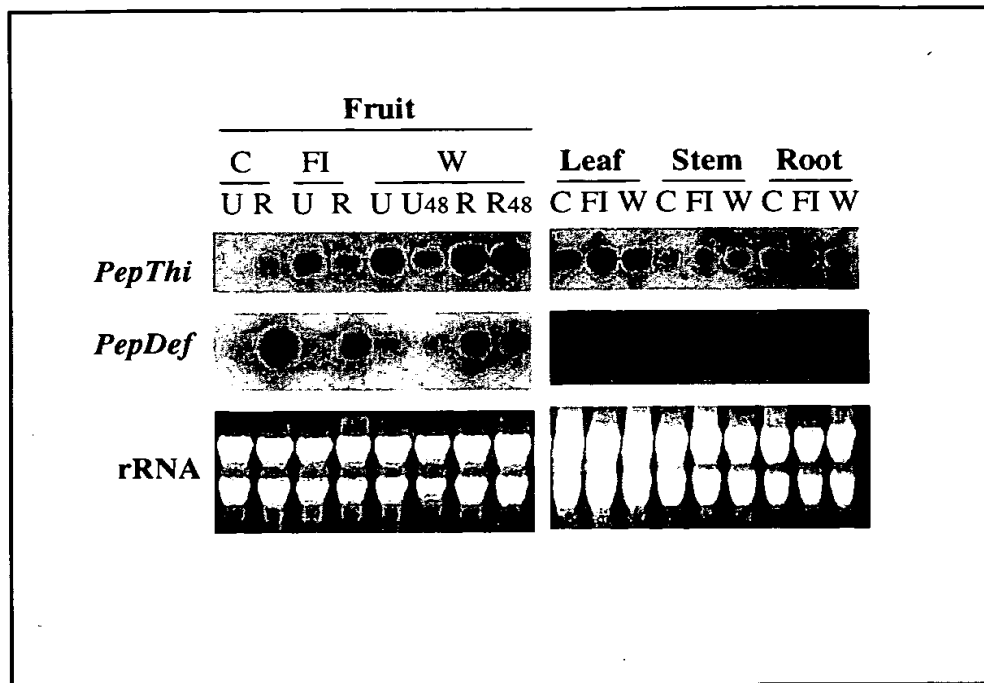 Fruit
C FI W Leaf Stem Root
U R U R U U48 R R48 C FI W C FI W C FI W
PepThi
PepDef
rRNA